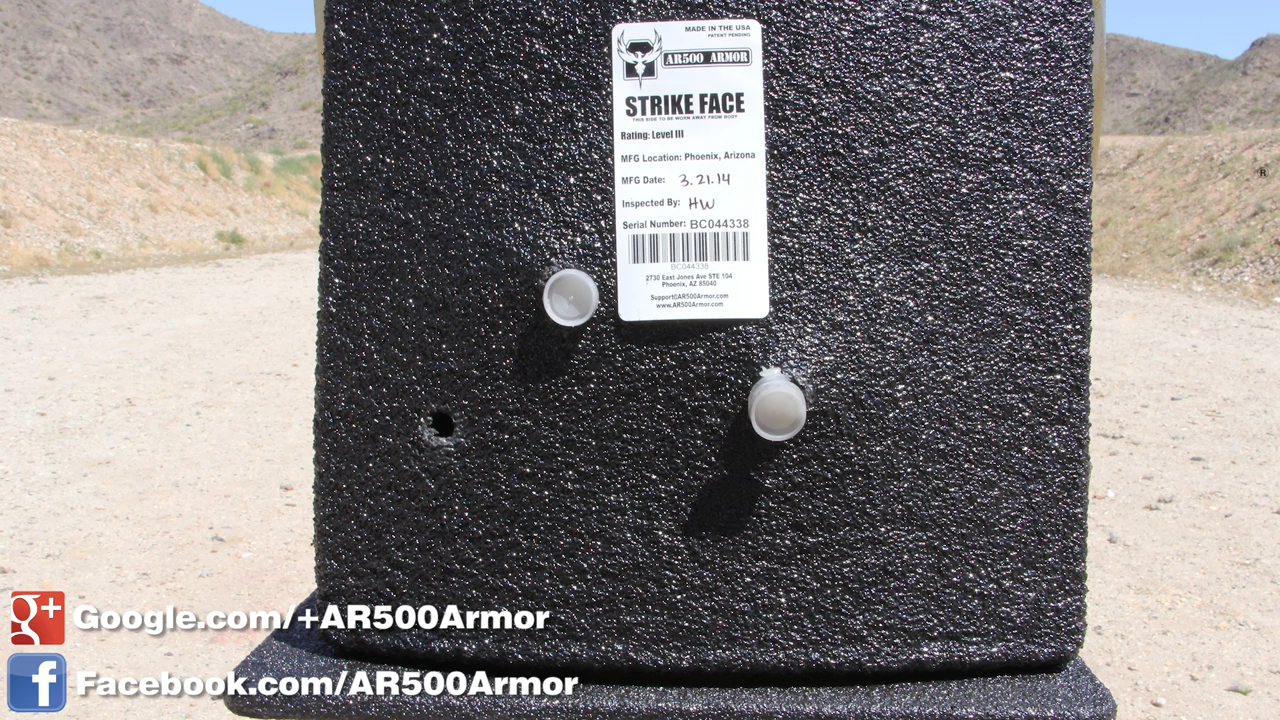 MADE IN THE USA
PATENT PENDING
AR500 ARMOR
STRIKE FACE
THIS SIDE TO BE WORN AWAY FROM BODY
Rating: Level III
MFG Location: Phoenix, Arizona
MFG Date: 3.21.14
Inspected By: HW
Serial Number: BC044338
BC044338
2730 East Jones Ave STE 104
Phoenix, AZ 85040
Support@AR500Armor.com
www.AR500Armor.com
R
g+ Google.com/+AR500Armor
f Facebook.com/AR500Armor